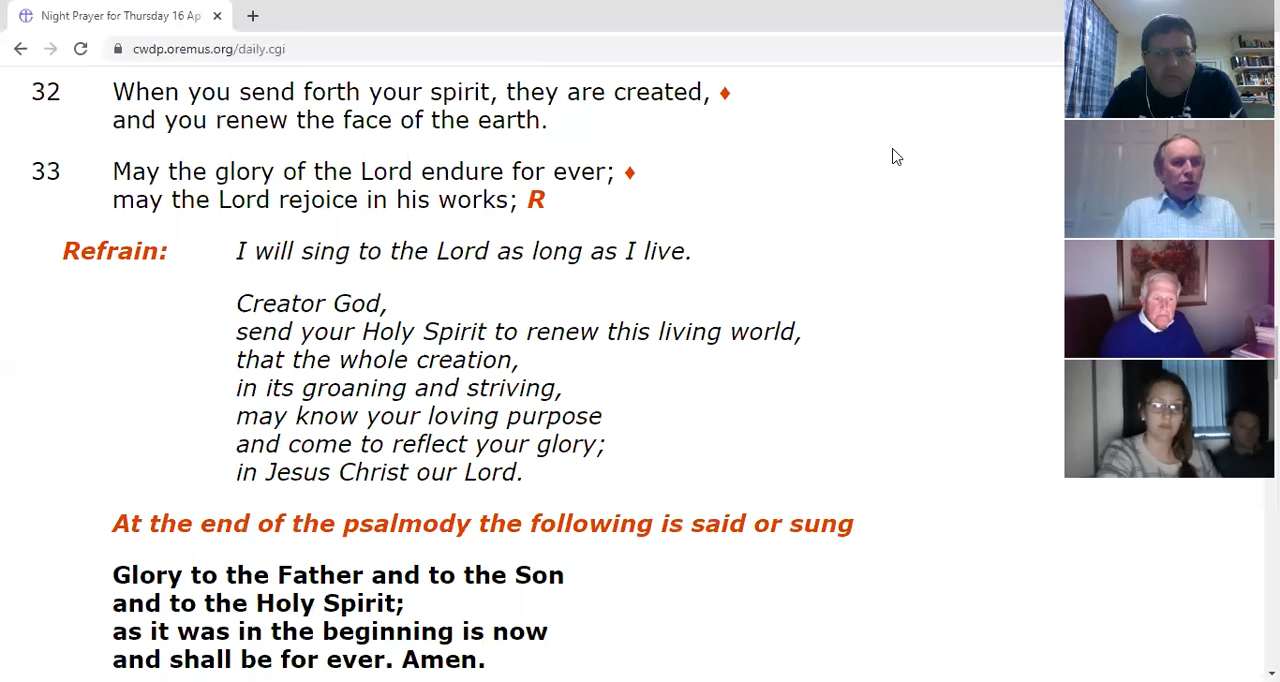 Night Prayer for Thursday 16 Ap
cwdp.oremus.org/daily.cgi
32 When you send forth your spirit, they are created, ♦
and you renew the face of the earth.
33 May the glory of the Lord endure for ever; ♦
may the Lord rejoice in his works; R
Refrain: I will sing to the Lord as long as I live.
Creator God,
send your Holy Spirit to renew this living world,
that the whole creation,
in its groaning and striving,
may know your loving purpose
and come to reflect your glory;
in Jesus Christ our Lord.
At the end of the psalmody the following is said or sung
Glory to the Father and to the Son
and to the Holy Spirit;
as it was in the beginning is now
and shall be for ever. Amen.